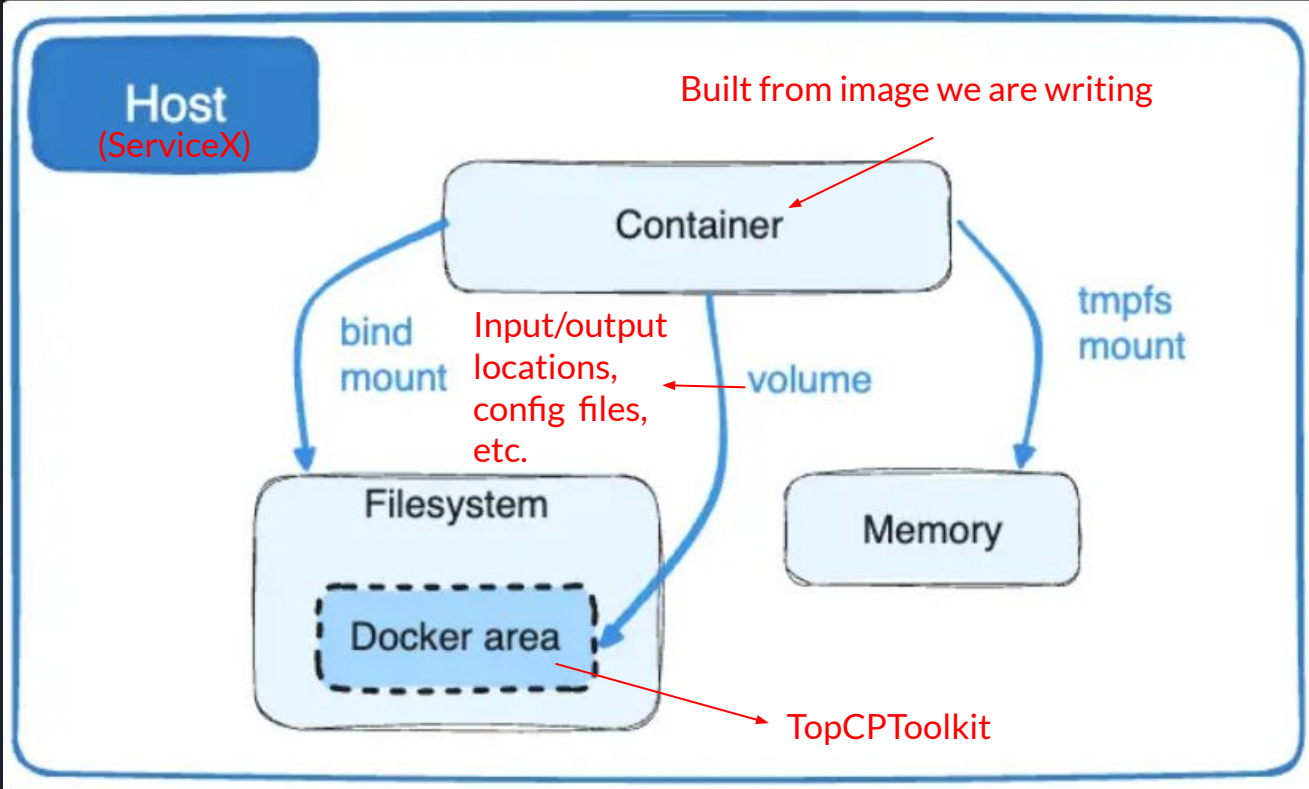 Host
(ServiceX)
Built from image we are writing
Container
bind
mount
Input/output
locations,
config files,
etc.
volume
tmpfs
mount
Filesystem
Docker area
Memory
TopCPToolkit